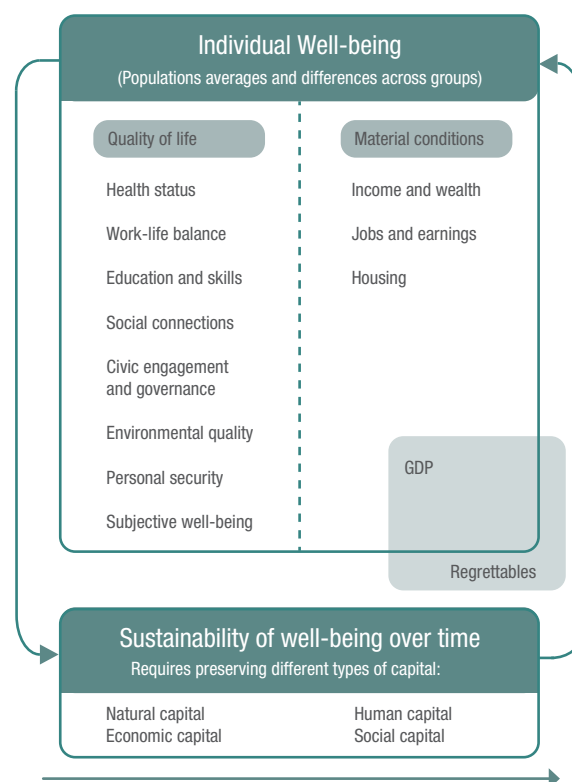 Individual Well-being
(Populations averages and differences across groups)
Quality of life
Health status
Work-life balance
Education and skills
Social connections
Civic engagement
and governance
Environmental quality
Personal security
Subjective well-being
Material conditions
Income and wealth
Jobs and earnings
Housing
GDP
Regrettables
Sustainability of well-being over time
Requires preserving different types of capital:
Natural capital
Economic capital
Human capital
Social capital